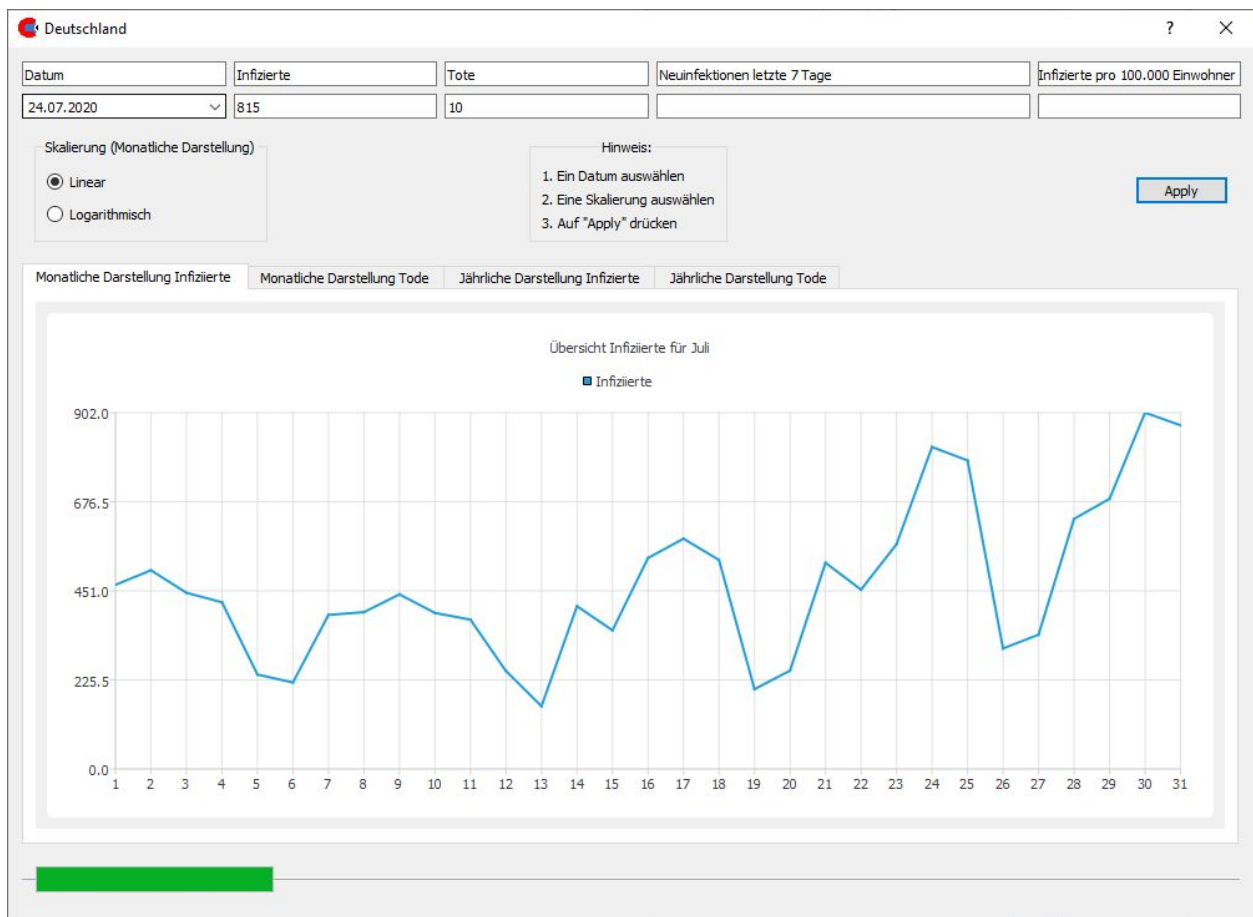 Deutschland
? ×
Datum Infizierte Tote Neuinfektionen letzte 7 Tage Infizierte pro 100.000 Einwohner
24.07.2020 815 10
Skalierung (Monatliche Darstellung)
Linear
Logarithmisch
Hinweis:
1. Ein Datum auswählen
2. Eine Skalierung auswählen
3. Auf "Apply" drücken
Apply
Monatliche Darstellung Infiziierte Monatliche Darstellung Tode Jährliche Darstellung Infizierte Jährliche Darstellung Tode
Übersicht Infiziierte für Juli
Infiziierte
902.0
676.5
451.0
225.5
0.0
1 2 3 4 5 6 7 8 9 10 11 12 13 14 15 16 17 18 19 20 21 22 23 24 25 26 27 28 29 30 31